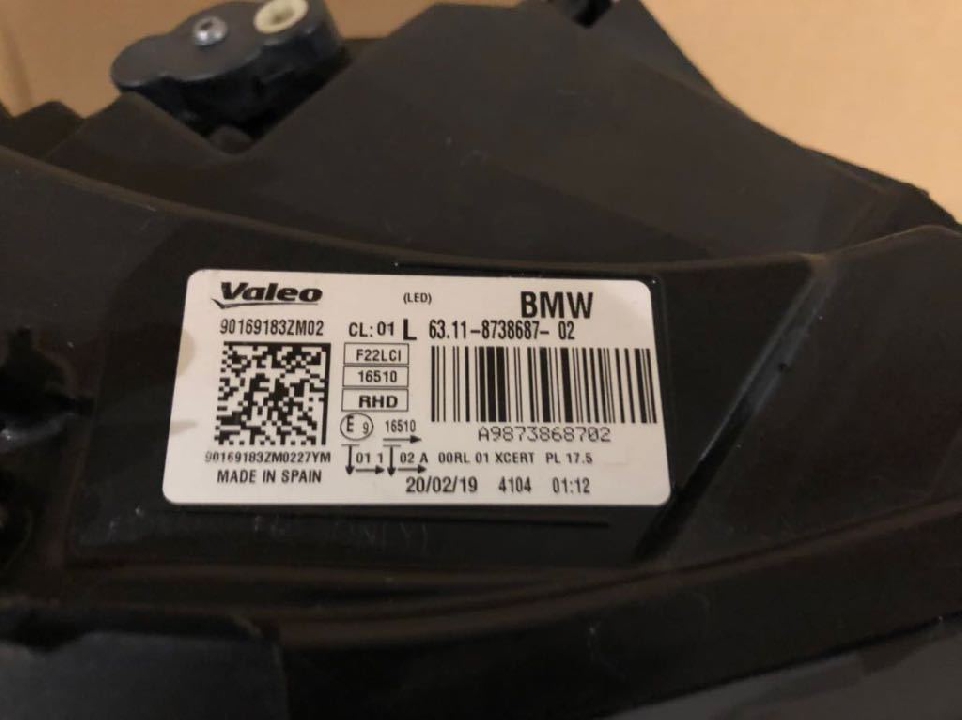 Valeo (LED) BMW
90169183ZM02 CL: 01 L 63.11-8738687-02
F22LCI
16510
RHD
E9 16510
A9873868702
90169183ZM0227YM 01 1 02 A 00RL 01 XCERT PL 17.5
MADE IN SPAIN 20/02/19 4104 01:12